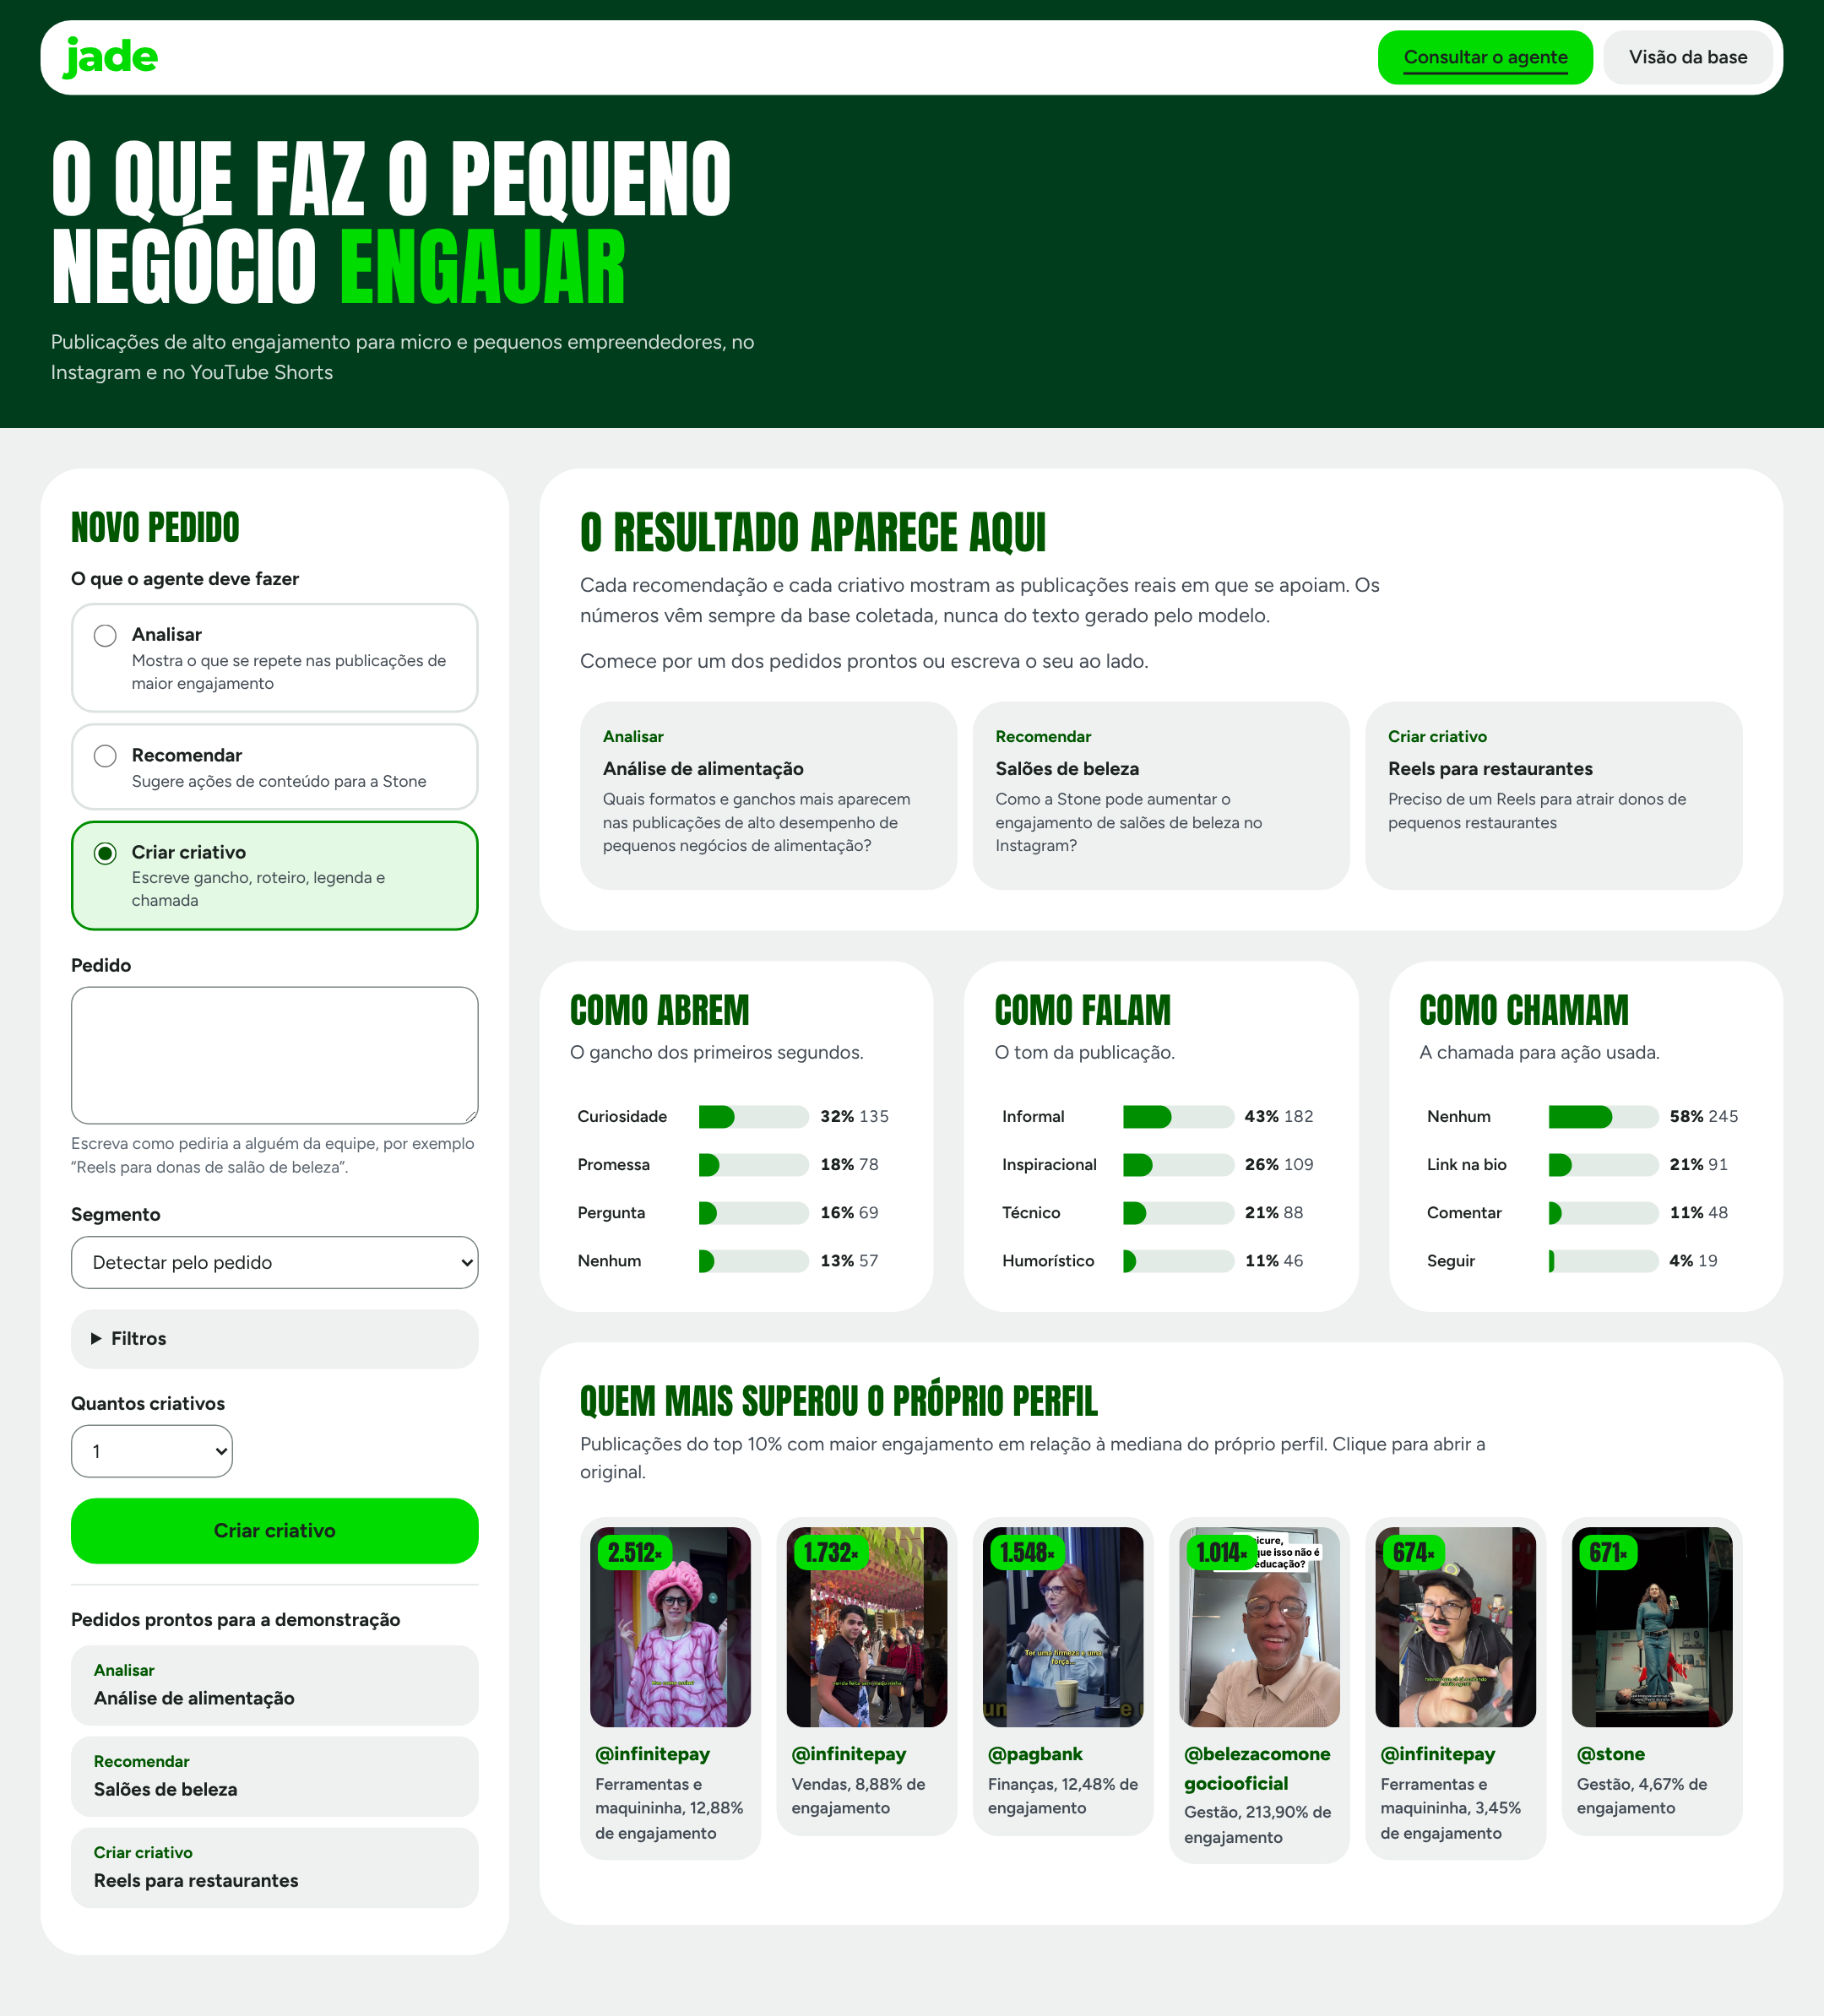 jade
Consultar o agente
Visão da base
O QUE FAZ O PEQUENO
NEGÓCIO ENGAJAR
Publicações de alto engajamento para micro e pequenos empreendedores, no
Instagram e no YouTube Shorts
NOVO PEDIDO
O que o agente deve fazer
Analisar
Mostra o que se repete nas publicações de
maior engajamento
Recomendar
Sugere ações de conteúdo para a Stone
Criar criativo
Escreve gancho, roteiro, legenda e
chamada
Pedido
Escreva como pediria a alguém da equipe, por exemplo
“Reels para donas de salão de beleza”.
Segmento
Detectar pelo pedido
Filtros
Quantos criativos
1
Criar criativo
Pedidos prontos para a demonstração
Analisar
Análise de alimentação
Recomendar
Salões de beleza
Criar criativo
Reels para restaurantes
O RESULTADO APARECE AQUI
Cada recomendação e cada criativo mostram as publicações reais em que se apoiam. Os
números vêm sempre da base coletada, nunca do texto gerado pelo modelo.
Comece por um dos pedidos prontos ou escreva o seu ao lado.
Analisar
Análise de alimentação
Quais formatos e ganchos mais aparecem
nas publicações de alto desempenho de
pequenos negócios de alimentação?
Recomendar
Salões de beleza
Como a Stone pode aumentar o
engajamento de salões de beleza no
Instagram?
Criar criativo
Reels para restaurantes
Preciso de um Reels para atrair donos de
pequenos restaurantes
COMO ABREM
O gancho dos primeiros segundos.
Curiosidade 32% 135
Promessa 18% 78
Pergunta 16% 69
Nenhum 13% 57
COMO FALAM
O tom da publicação.
Informal 43% 182
Inspiracional 26% 109
Técnico 21% 88
Humorístico 11% 46
COMO CHAMAM
A chamada para ação usada.
Nenhum 58% 245
Link na bio 21% 91
Comentar 11% 48
Seguir 4% 19
QUEM MAIS SUPEROU O PRÓPRIO PERFIL
Publicações do top 10% com maior engajamento em relação à mediana do próprio perfil. Clique para abrir a
original.
2.512×
@infinitepay
Ferramentas e
maquininha, 12,88%
de engajamento
1.732×
@infinitepay
Vendas, 8,88% de
engajamento
1.548×
Ter uma firmeza e uma
força...
@pagbank
Finanças, 12,48% de
engajamento
1.014×
icure,
que isso não é
educação?
@belezacomone
gociooficial
Gestão, 213,90% de
engajamento
674×
@infinitepay
Ferramentas e
maquininha, 3,45%
de engajamento
671×
@stone
Gestão, 4,67% de
engajamento